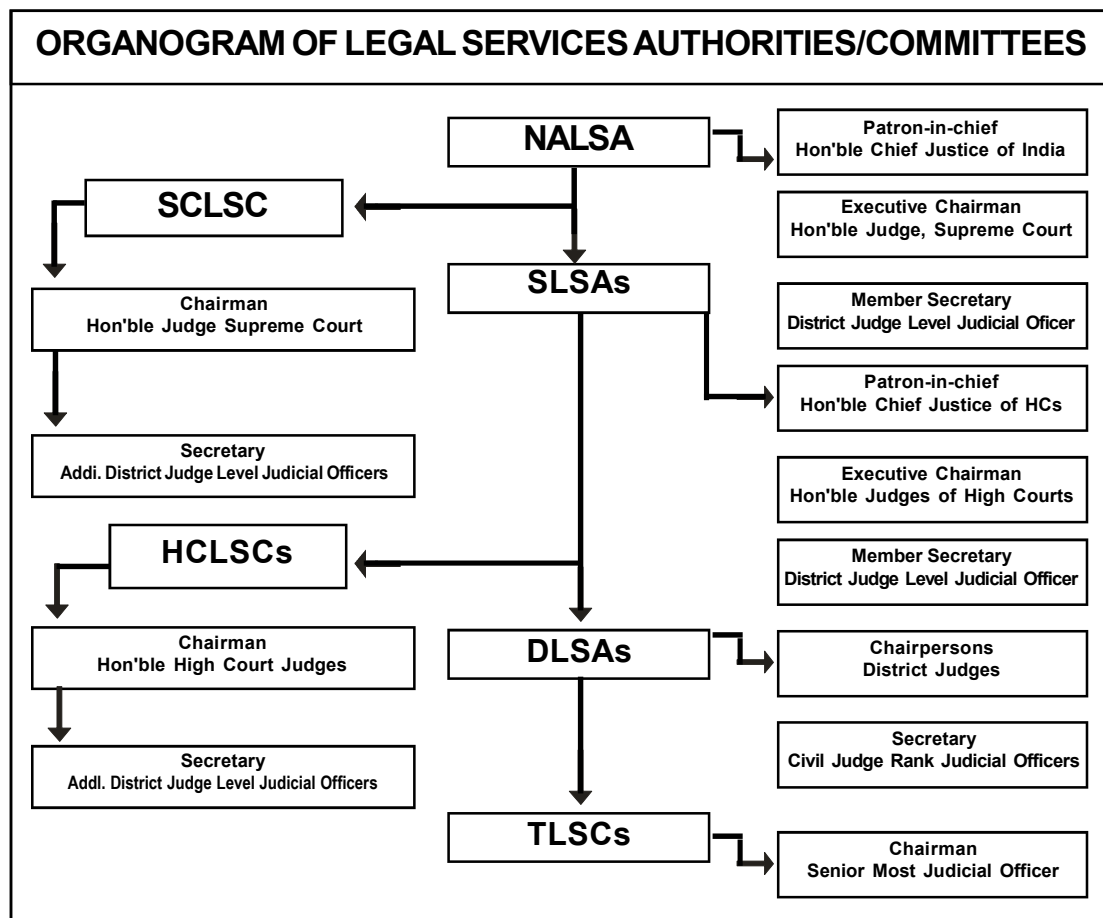 ORGANOGRAM OF LEGAL SERVICES AUTHORITIES/COMMITTEES
NALSA
Patron-in-chief
Hon'ble Chief Justice of India
SCLSC
Executive Chairman
Hon'ble Judge, Supreme Court
SLSAs
Chairman
Hon'ble Judge Supreme Court
Member Secretary
District Judge Level Judicial Oficer
Patron-in-chief
Hon'ble Chief Justice of HCs
Secretary
Addi. District Judge Level Judicial Officers
Executive Chairman
Hon'ble Judges of High Courts
HCLSCs
Member Secretary
District Judge Level Judicial Officer
Chairman
Hon'ble High Court Judges
DLSAs
Chairpersons
District Judges
Secretary
Civil Judge Rank Judicial Officers
Secretary
Addl. District Judge Level Judicial Officers
TLSCs
Chairman
Senior Most Judicial Officer